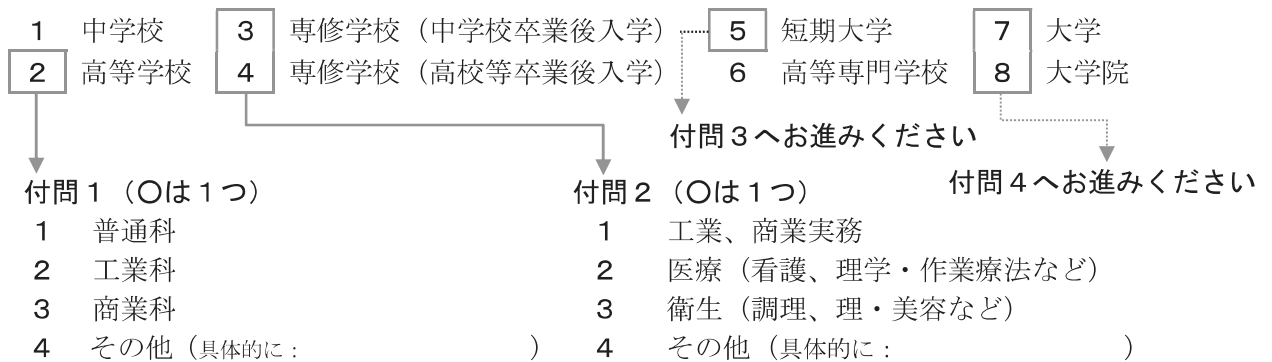 1 中学校 3 専修学校（中学校卒業後入学） 5 短期大学 7 大学
2 高等学校 4 専修学校（高校等卒業後入学） 6 高等専門学校 8 大学院
付問３へお進みください
付問４へお進みください
付問１（○は１つ）
1 普通科
2 工業科
3 商業科
4 その他（具体的に： ）
付問２（○は１つ）
1 工業、商業実務
2 医療（看護、理学・作業療法など）
3 衛生（調理、理・美容など）
4 その他（具体的に： ）